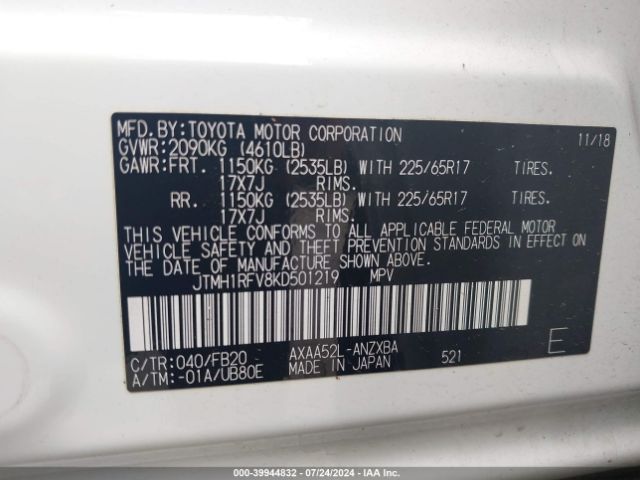 MFD.BY:TOYOTA MOTOR CORPORATION 11/18
GVWR:2090KG (4610LB)
GAWR:FRT. 1150KG (2535LB) WITH 225/65R17 TIRES.
17X7J RIMS.
RR. 1150KG (2535LB) WITH 225/65R17 TIRES.
17X7J RIMS.
THIS VEHICLE CONFORMS TO ALL APPLICABLE FEDERAL MOTOR
VEHICLE SAFETY AND THEFT PREVENTION STANDARDS IN EFFECT ON
THE DATE OF MANUFACTURE SHOWN ABOVE.
JTMH1RFV8KD501219 MPV
C/TR:040/FB20 AXAA52L-ANZXBA E
A/TM:-01A/UB80E MADE IN JAPAN 521
000-39944832 / 07/24/2024 - IAA Inc.